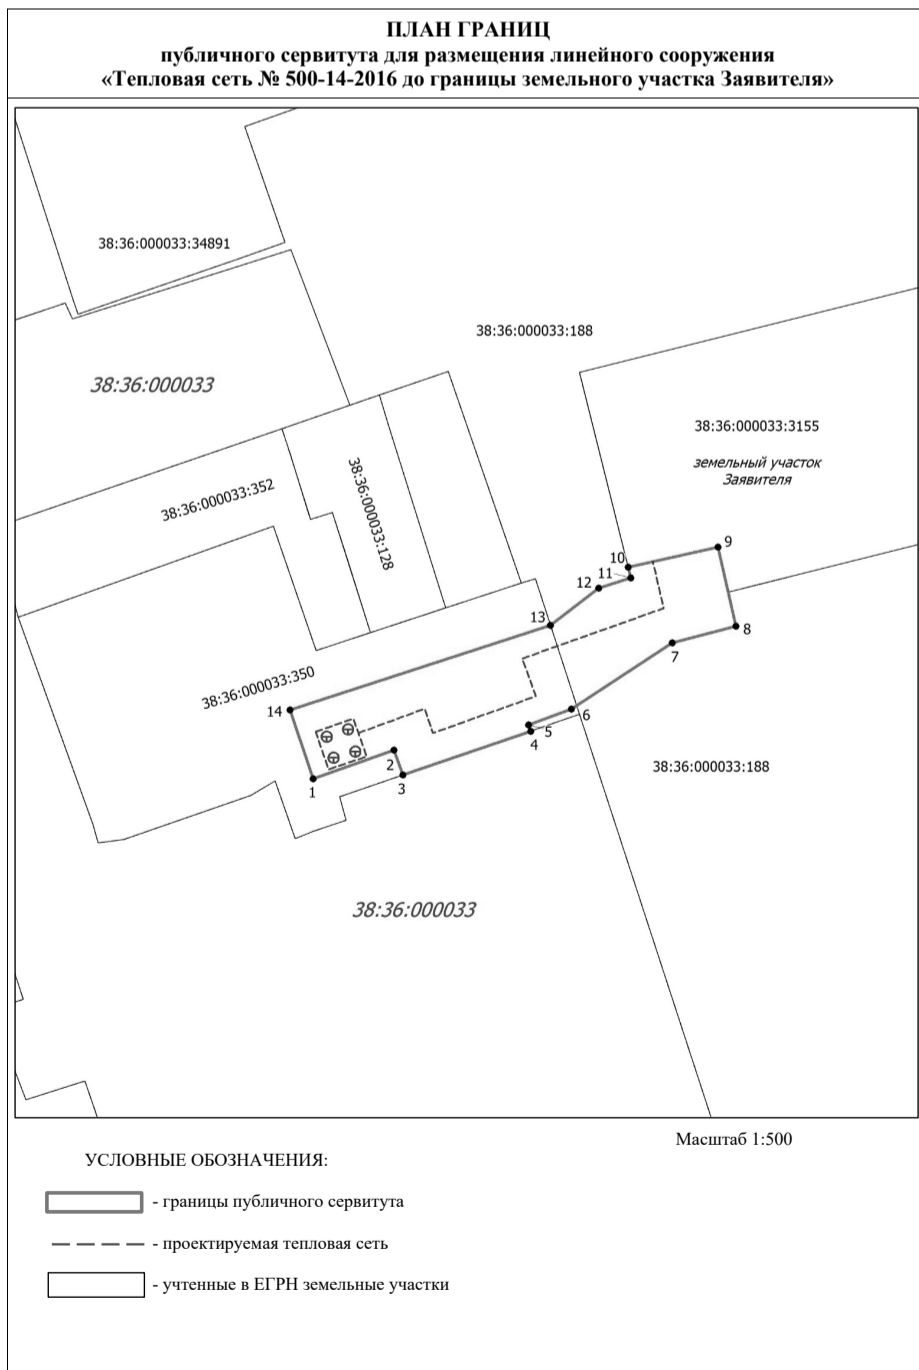 ПЛАН ГРАНИЦ
публичного сервитута для размещения линейного сооружения
«Тепловая сеть № 500-14-2016 до границы земельного участка Заявителя»
38:36:000033:34891
38:36:000033:188
38:36:000033
38:36:000033:3155
земельный участок
Заявителя
38:36:000033:352
38:36:000033:128
9
10
11
12
13
8
7
38:36:000033:350
14
6
5
4
2
1
3
38:36:000033:188
38:36:000033
Масштаб 1:500
УСЛОВНЫЕ ОБОЗНАЧЕНИЯ:
- границы публичного сервитута
- проектируемая тепловая сеть
- учтенные в ЕГРН земельные участки